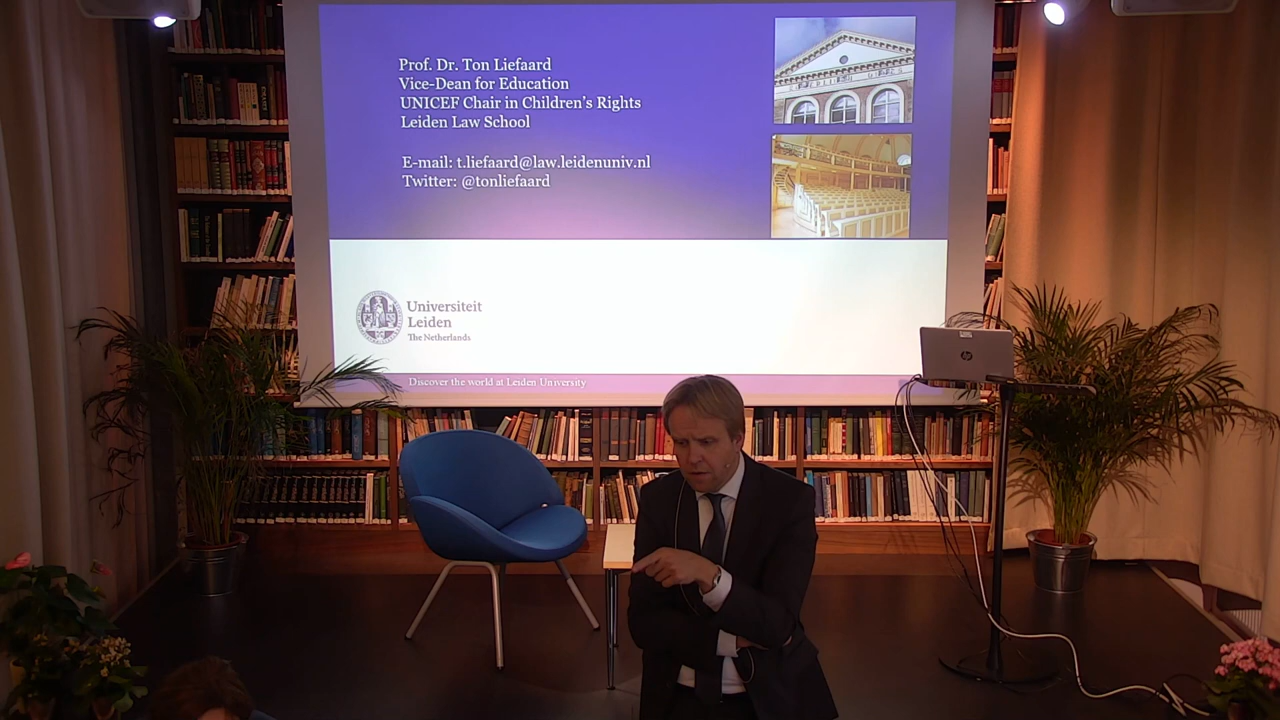 Prof. Dr. Ton Liefaard
Vice-Dean for Education
UNICEF Chair in Children's Rights
Leiden Law School
E-mail: t.liefaard@law.leidenuniv.nl
Twitter: @tonliefaard
Universiteit
Leiden
The Netherlands
Discover the world at Leiden University
hp